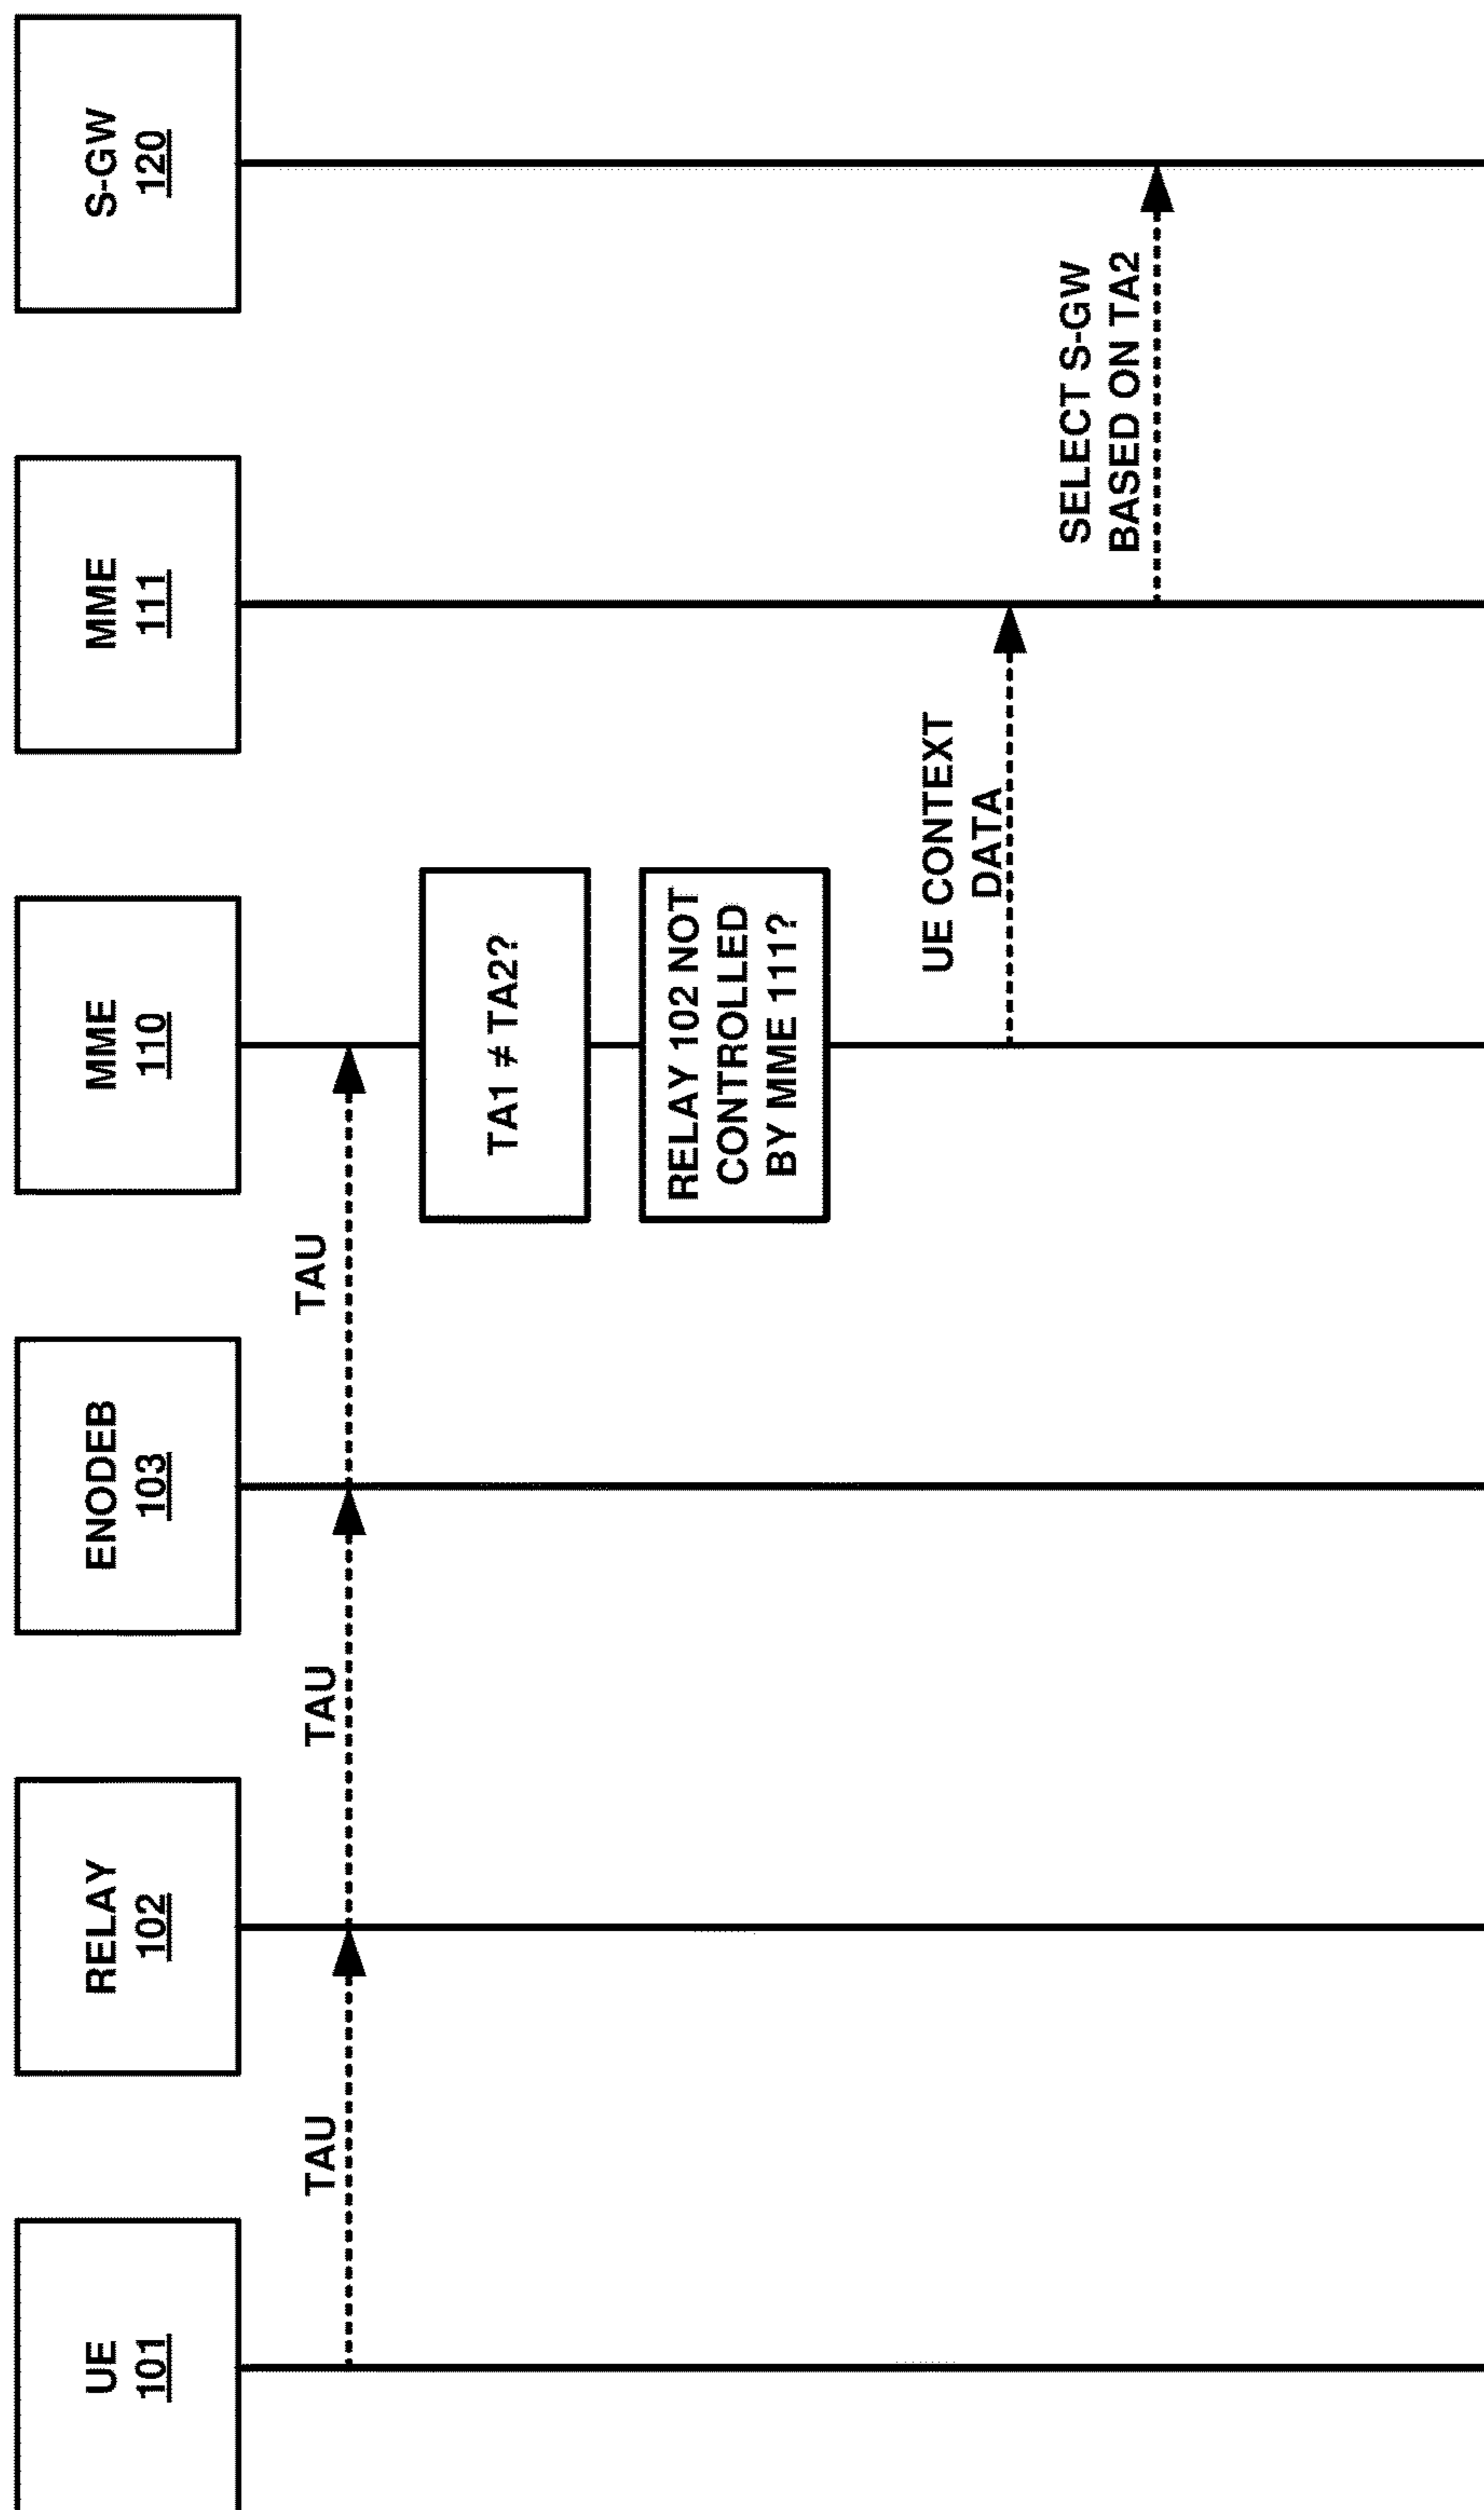 UE
101
RELAY
102
ENODEB
103
MME
110
MME
111
S-GW
120
TAU
TAU
TAU
TA1 ≠ TA2?
RELAY 102 NOT
CONTROLLED
BY MME 111?
UE CONTEXT
DATA
SELECT S-GW
BASED ON TA2